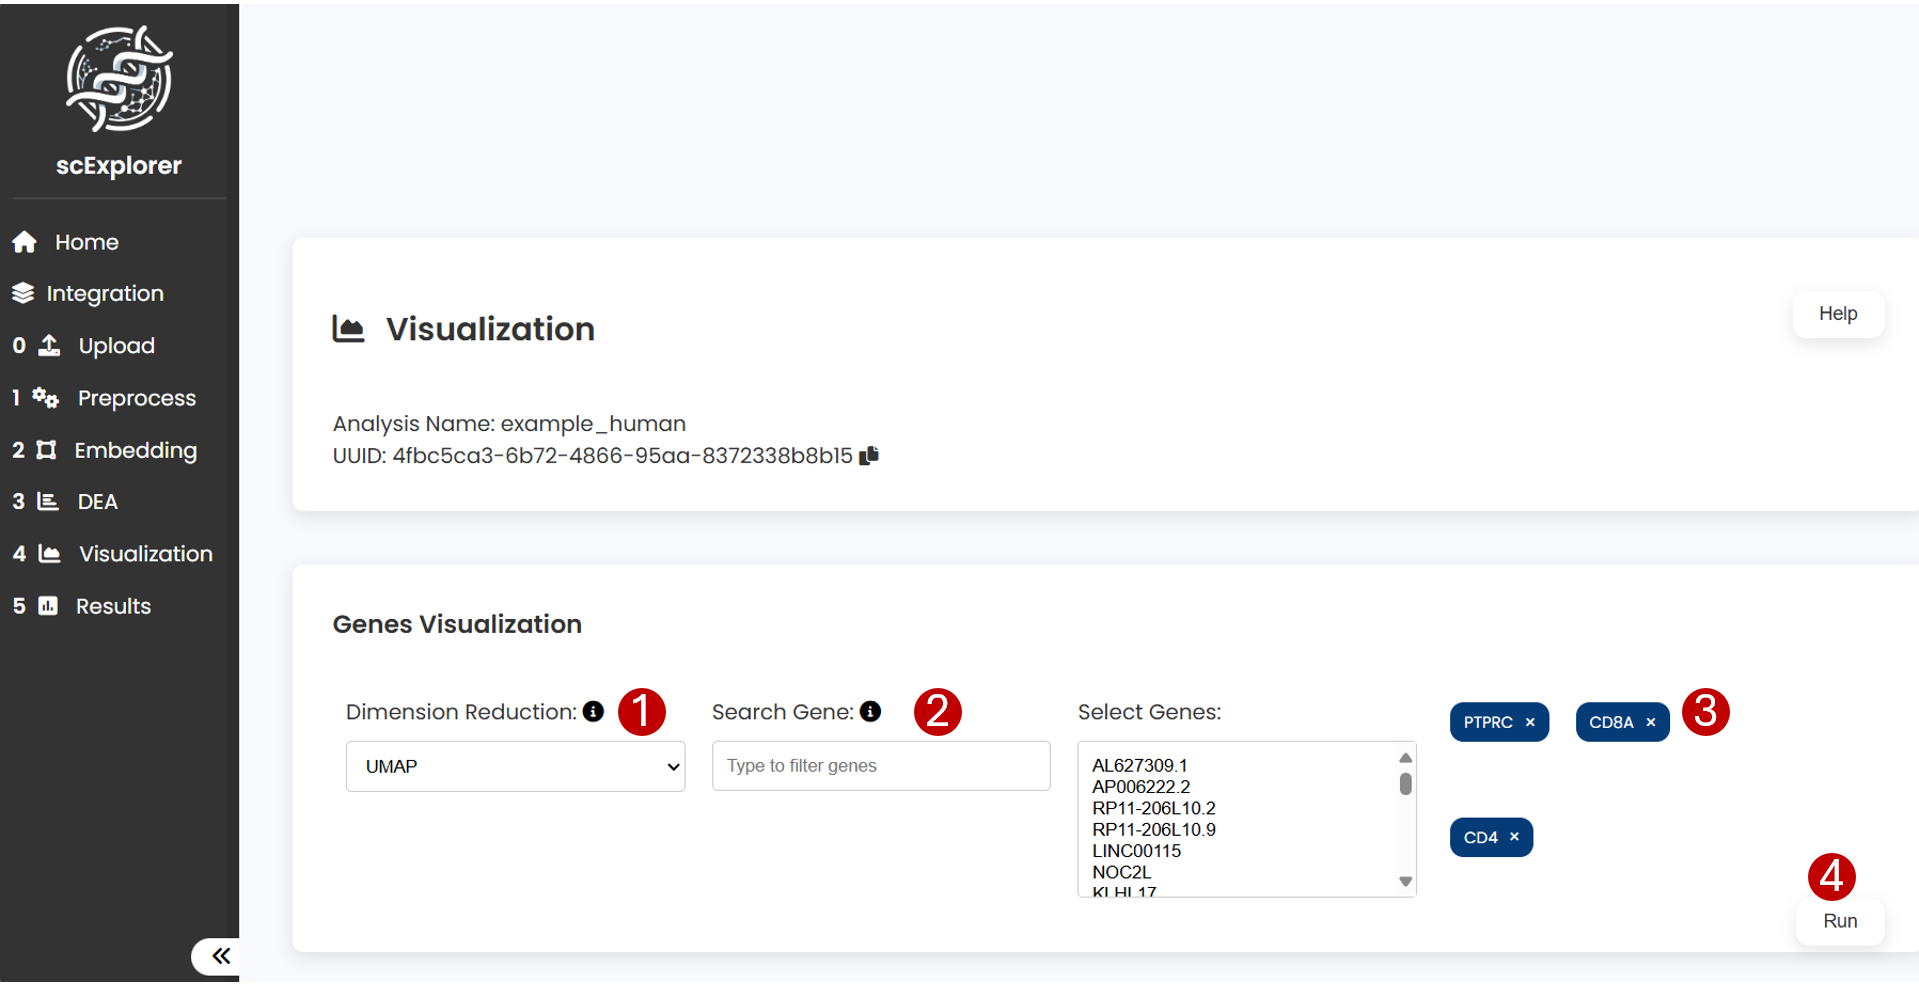 scExplorer
Home
Integration
0 Upload
1 Preprocess
2 Embedding
3 DEA
4 Visualization
5 Results
Visualization
Help
Analysis Name: example_human
UUID: 4fbc5ca3-6b72-4866-95aa-8372338b8b15
Genes Visualization
Dimension Reduction: 1
UMAP
Search Gene: 2
Type to filter genes
Select Genes:
AL627309.1
AP006222.2
RP11-206L10.2
RP11-206L10.9
LINC00115
NOC2L
KLHL17
PTPRC × CD8A × 3
CD4 ×
4
Run